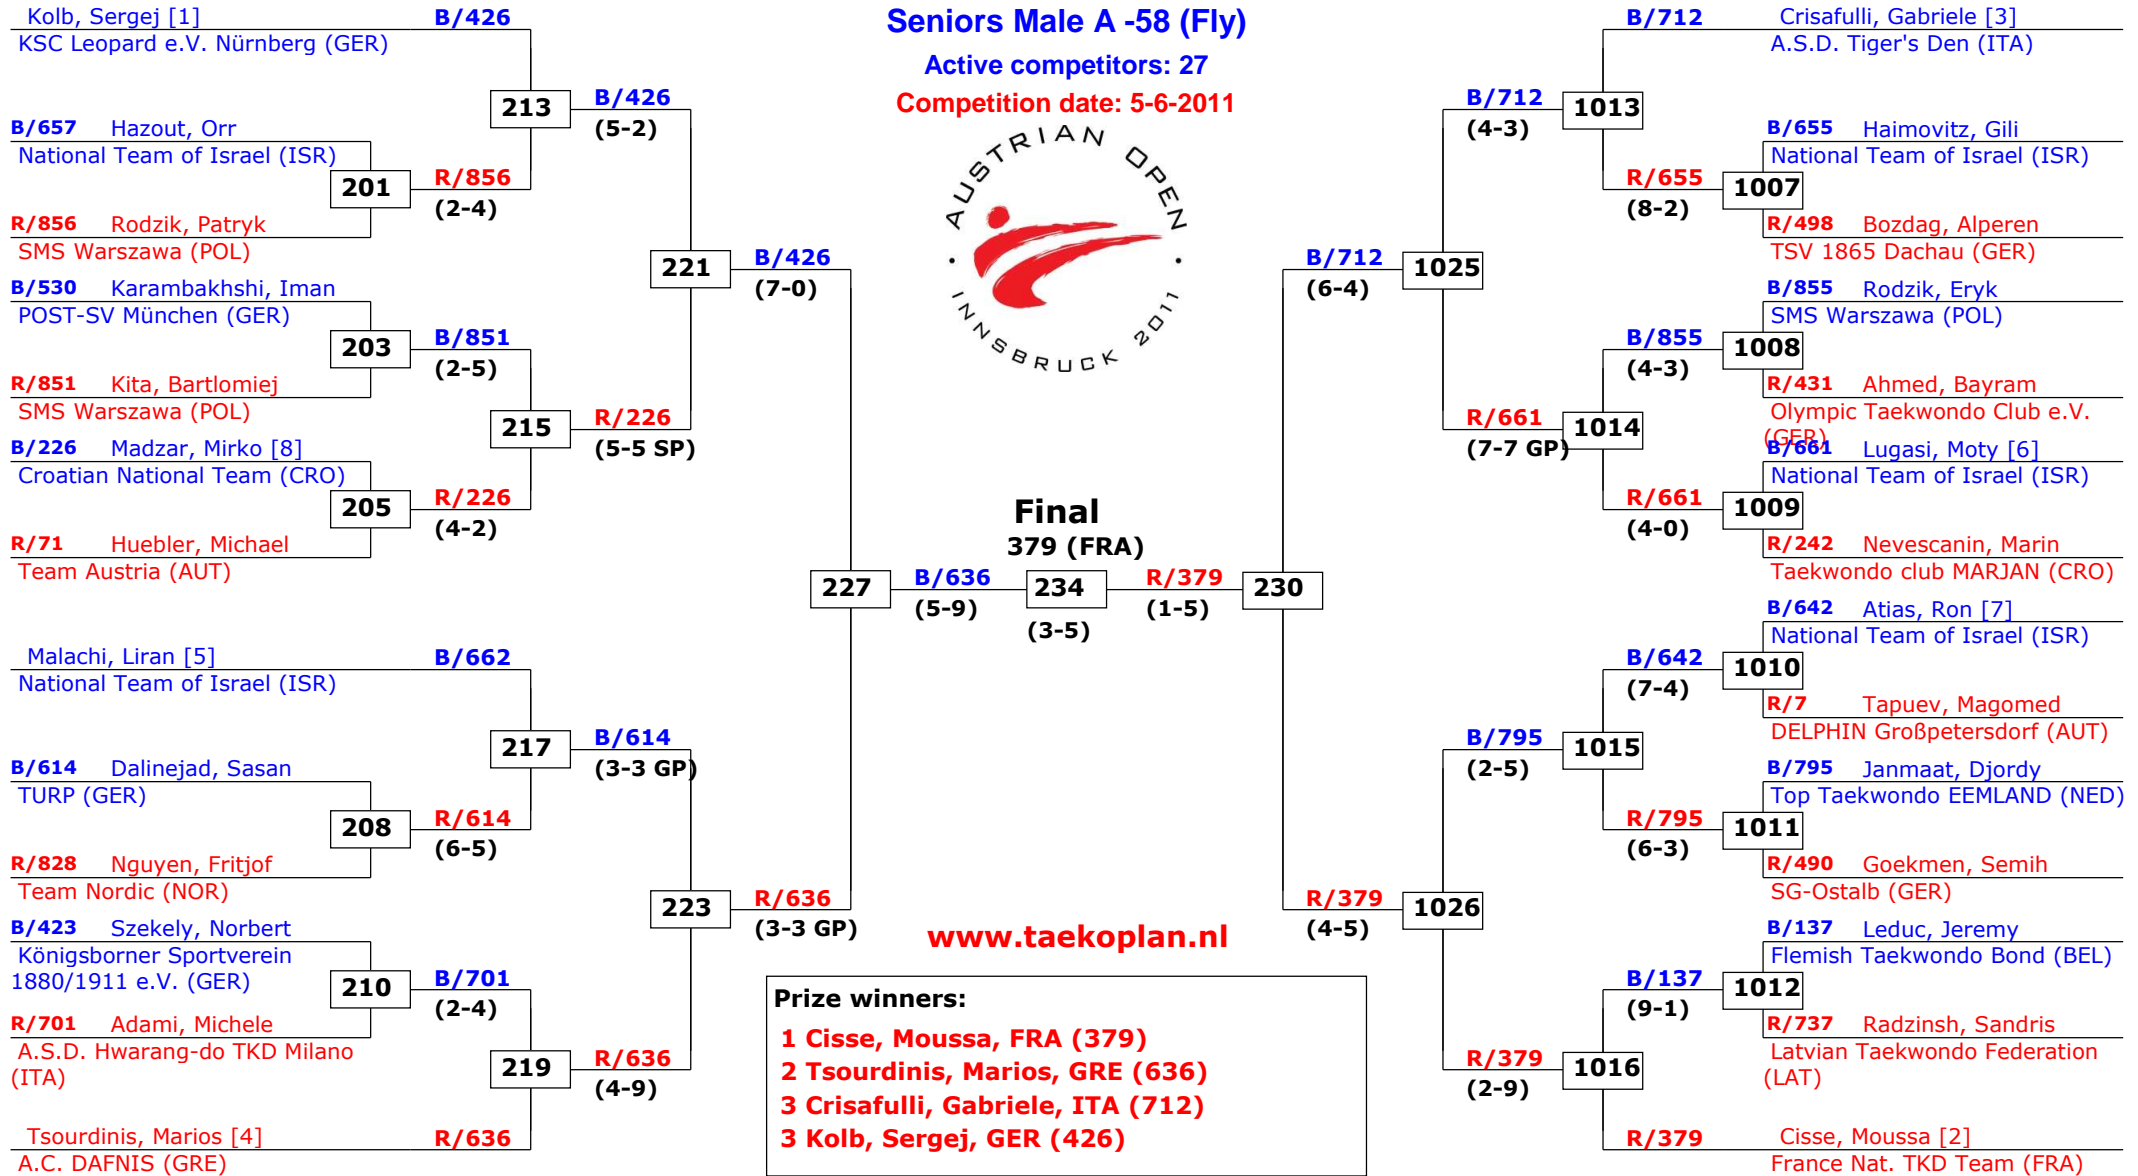 Seniors Male A -58 (Fly)
Active competitors: 27
Competition date: 5-6-2011
AUSTRIAN OPEN
INNSBRUCK 2011
Kolb, Sergej [1]
B/426
KSC Leopard e.V. Nürnberg (GER)
B/657 Hazout, Orr
National Team of Israel (ISR)
R/856 Rodzik, Patryk
SMS Warszawa (POL)
B/530 Karambakhshi, Iman
POST-SV München (GER)
R/851 Kita, Bartlomiej
SMS Warszawa (POL)
B/226 Madzar, Mirko [8]
Croatian National Team (CRO)
R/71 Huebler, Michael
Team Austria (AUT)
Malachi, Liran [5]
B/662
National Team of Israel (ISR)
B/614 Dalinejad, Sasan
TURP (GER)
R/828 Nguyen, Fritjof
Team Nordic (NOR)
B/423 Szekely, Norbert
Königsborner Sportverein
1880/1911 e.V. (GER)
R/701 Adami, Michele
A.S.D. Hwarang-do TKD Milano
(ITA)
Tsourdinis, Marios [4]
R/636
A.C. DAFNIS (GRE)
201
R/856
(2-4)
203
B/851
(2-5)
205
R/226
(4-2)
208
R/614
(6-5)
210
B/701
(2-4)
213
B/426
(5-2)
215
R/226
(5-5 SP)
217
B/614
(3-3 GP)
219
R/636
(4-9)
221
B/426
(7-0)
223
R/636
(3-3 GP)
227
B/636
(5-9)
Final
379 (FRA)
234
(3-5)
R/379
(1-5)
230
B/712
(6-4)
1025
R/379
(4-5)
1026
B/712
(4-3)
1013
R/661
(7-7 GP)
1014
B/795
(2-5)
1015
R/379
(2-9)
1016
R/655
(8-2)
1007
B/855
(4-3)
1008
R/661
(4-0)
1009
B/642
(7-4)
1010
R/795
(6-3)
1011
B/137
(9-1)
1012
B/712
Crisafulli, Gabriele [3]
A.S.D. Tiger's Den (ITA)
B/655 Haimovitz, Gili
National Team of Israel (ISR)
R/498 Bozdag, Alperen
TSV 1865 Dachau (GER)
B/855 Rodzik, Eryk
SMS Warszawa (POL)
R/431 Ahmed, Bayram
Olympic Taekwondo Club e.V.
(GER)
B/661 Lugasi, Moty [6]
National Team of Israel (ISR)
R/242 Nevescanin, Marin
Taekwondo club MARJAN (CRO)
B/642 Atias, Ron [7]
National Team of Israel (ISR)
R/7 Tapuev, Magomed
DELPHIN Großpetersdorf (AUT)
B/795 Janmaat, Djordy
Top Taekwondo EEMLAND (NED)
R/490 Goekmen, Semih
SG-Ostalb (GER)
B/137 Leduc, Jeremy
Flemish Taekwondo Bond (BEL)
R/737 Radzinsh, Sandris
Latvian Taekwondo Federation
(LAT)
R/379
Cisse, Moussa [2]
France Nat. TKD Team (FRA)
www.taekoplan.nl
Prize winners:
1 Cisse, Moussa, FRA (379)
2 Tsourdinis, Marios, GRE (636)
3 Crisafulli, Gabriele, ITA (712)
3 Kolb, Sergej, GER (426)